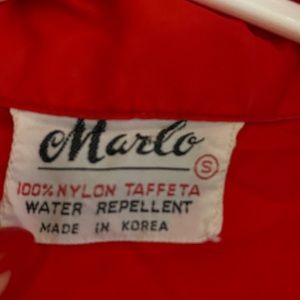 Marlo
S
100% NYLON TAFFETA
WATER REPELLENT
MADE IN KOREA